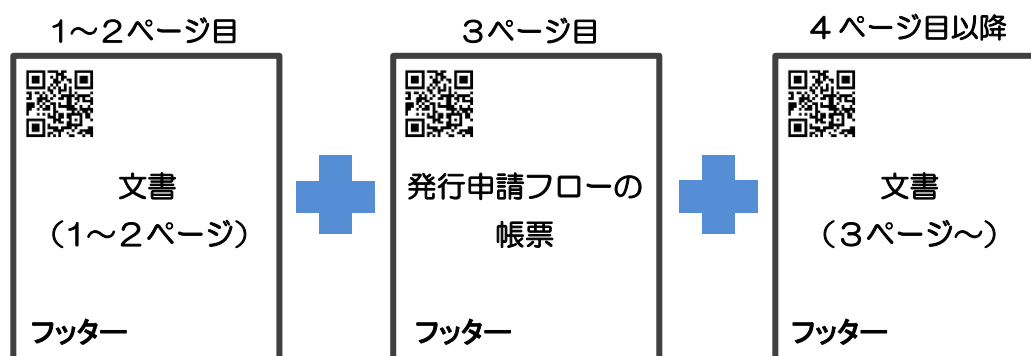 1～2ページ目
文書
（1～2ページ）
フッター
3ページ目
発行申請フローの
帳票
フッター
4ページ目以降
文書
（3ページ～）
フッター